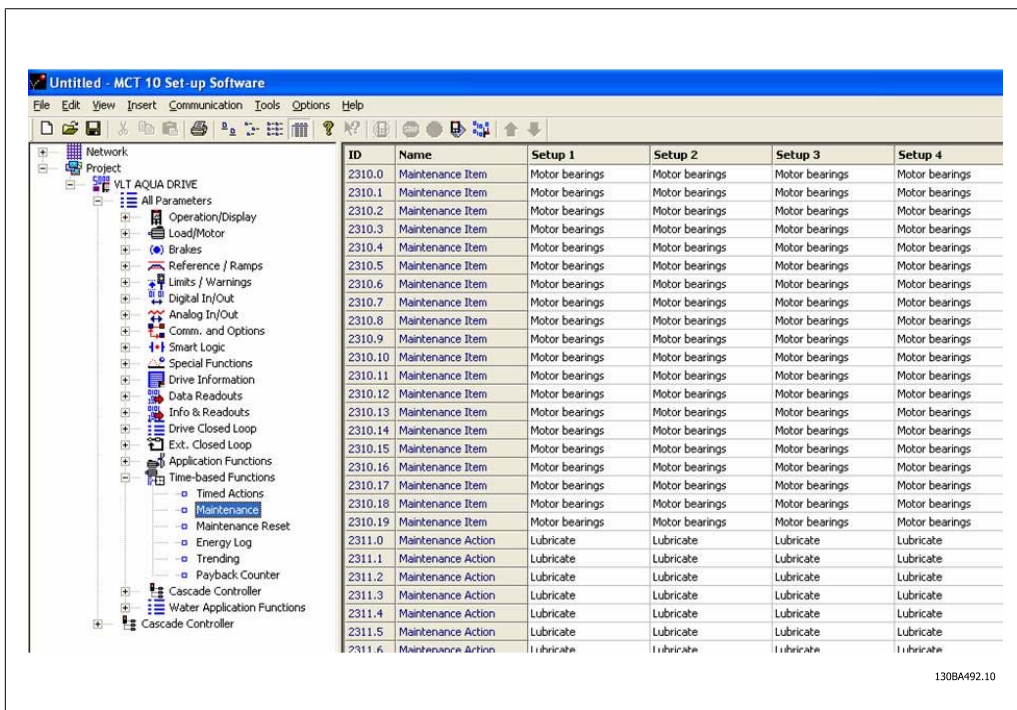 Untitled - MCT 10 Set-up Software
File Edit View Insert Communication Tools Options Help
Network
Project
VLT AQUA DRIVE
All Parameters
Operation/Display
Load/Motor
Brakes
Reference / Ramps
Limits / Warnings
Digital In/Out
Analog In/Out
Comm. and Options
Smart Logic
Special Functions
Drive Information
Data Readouts
Info & Readouts
Drive Closed Loop
Ext. Closed Loop
Application Functions
Time-based Functions
Timed Actions
Maintenance
Maintenance Reset
Energy Log
Trending
Payback Counter
Cascade Controller
Water Application Functions
Cascade Controller
ID Name Setup 1 Setup 2 Setup 3 Setup 4
2310.0 Maintenance Item Motor bearings Motor bearings Motor bearings Motor bearings
2310.1 Maintenance Item Motor bearings Motor bearings Motor bearings Motor bearings
2310.2 Maintenance Item Motor bearings Motor bearings Motor bearings Motor bearings
2310.3 Maintenance Item Motor bearings Motor bearings Motor bearings Motor bearings
2310.4 Maintenance Item Motor bearings Motor bearings Motor bearings Motor bearings
2310.5 Maintenance Item Motor bearings Motor bearings Motor bearings Motor bearings
2310.6 Maintenance Item Motor bearings Motor bearings Motor bearings Motor bearings
2310.7 Maintenance Item Motor bearings Motor bearings Motor bearings Motor bearings
2310.8 Maintenance Item Motor bearings Motor bearings Motor bearings Motor bearings
2310.9 Maintenance Item Motor bearings Motor bearings Motor bearings Motor bearings
2310.10 Maintenance Item Motor bearings Motor bearings Motor bearings Motor bearings
2310.11 Maintenance Item Motor bearings Motor bearings Motor bearings Motor bearings
2310.12 Maintenance Item Motor bearings Motor bearings Motor bearings Motor bearings
2310.13 Maintenance Item Motor bearings Motor bearings Motor bearings Motor bearings
2310.14 Maintenance Item Motor bearings Motor bearings Motor bearings Motor bearings
2310.15 Maintenance Item Motor bearings Motor bearings Motor bearings Motor bearings
2310.16 Maintenance Item Motor bearings Motor bearings Motor bearings Motor bearings
2310.17 Maintenance Item Motor bearings Motor bearings Motor bearings Motor bearings
2310.18 Maintenance Item Motor bearings Motor bearings Motor bearings Motor bearings
2310.19 Maintenance Item Motor bearings Motor bearings Motor bearings Motor bearings
2311.0 Maintenance Action Lubricate Lubricate Lubricate Lubricate
2311.1 Maintenance Action Lubricate Lubricate Lubricate Lubricate
2311.2 Maintenance Action Lubricate Lubricate Lubricate Lubricate
2311.3 Maintenance Action Lubricate Lubricate Lubricate Lubricate
2311.4 Maintenance Action Lubricate Lubricate Lubricate Lubricate
2311.5 Maintenance Action Lubricate Lubricate Lubricate Lubricate
2311.6 Maintenance Action Lubricate Lubricate Lubricate Lubricate
130BA492.10